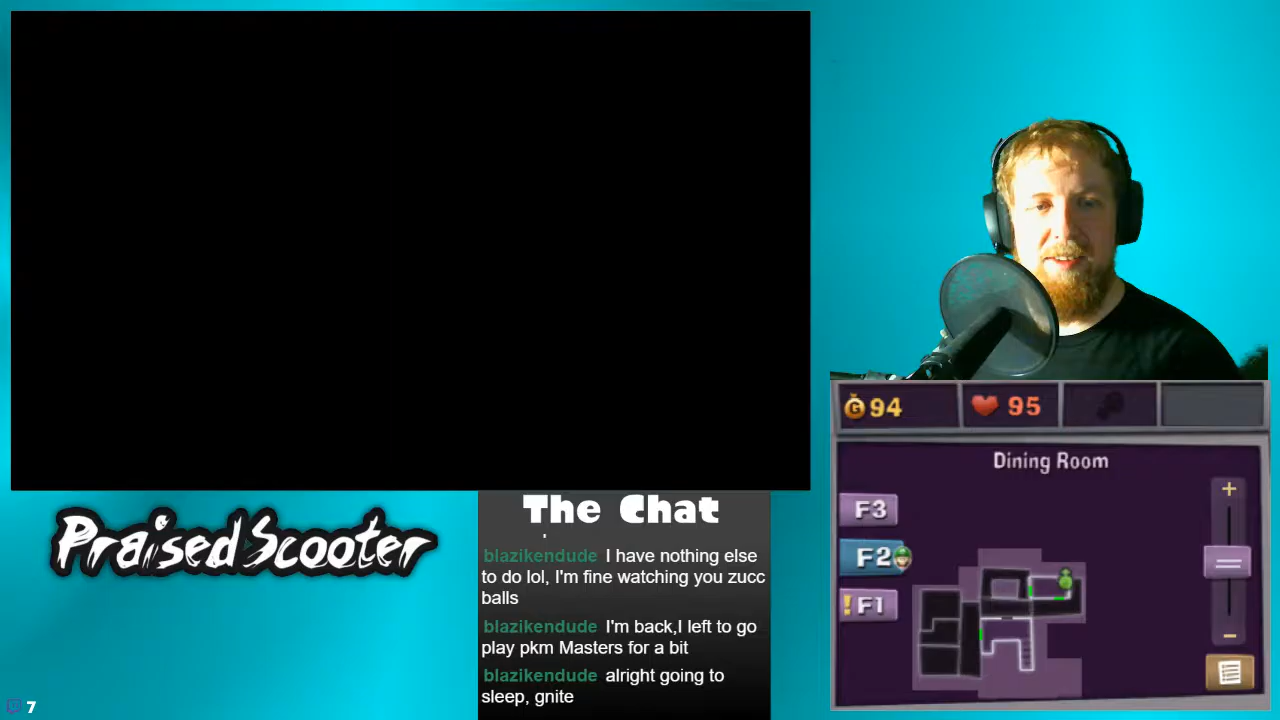 94
95
Dining Room
F3
F2
! F1
+
−
Praised Scooter
The Chat
blazikendude I have nothing else
to do lol, I'm fine watching you zucc
balls
blazikendude I'm back,I left to go
play pkm Masters for a bit
blazikendude alright going to
sleep, gnite
7